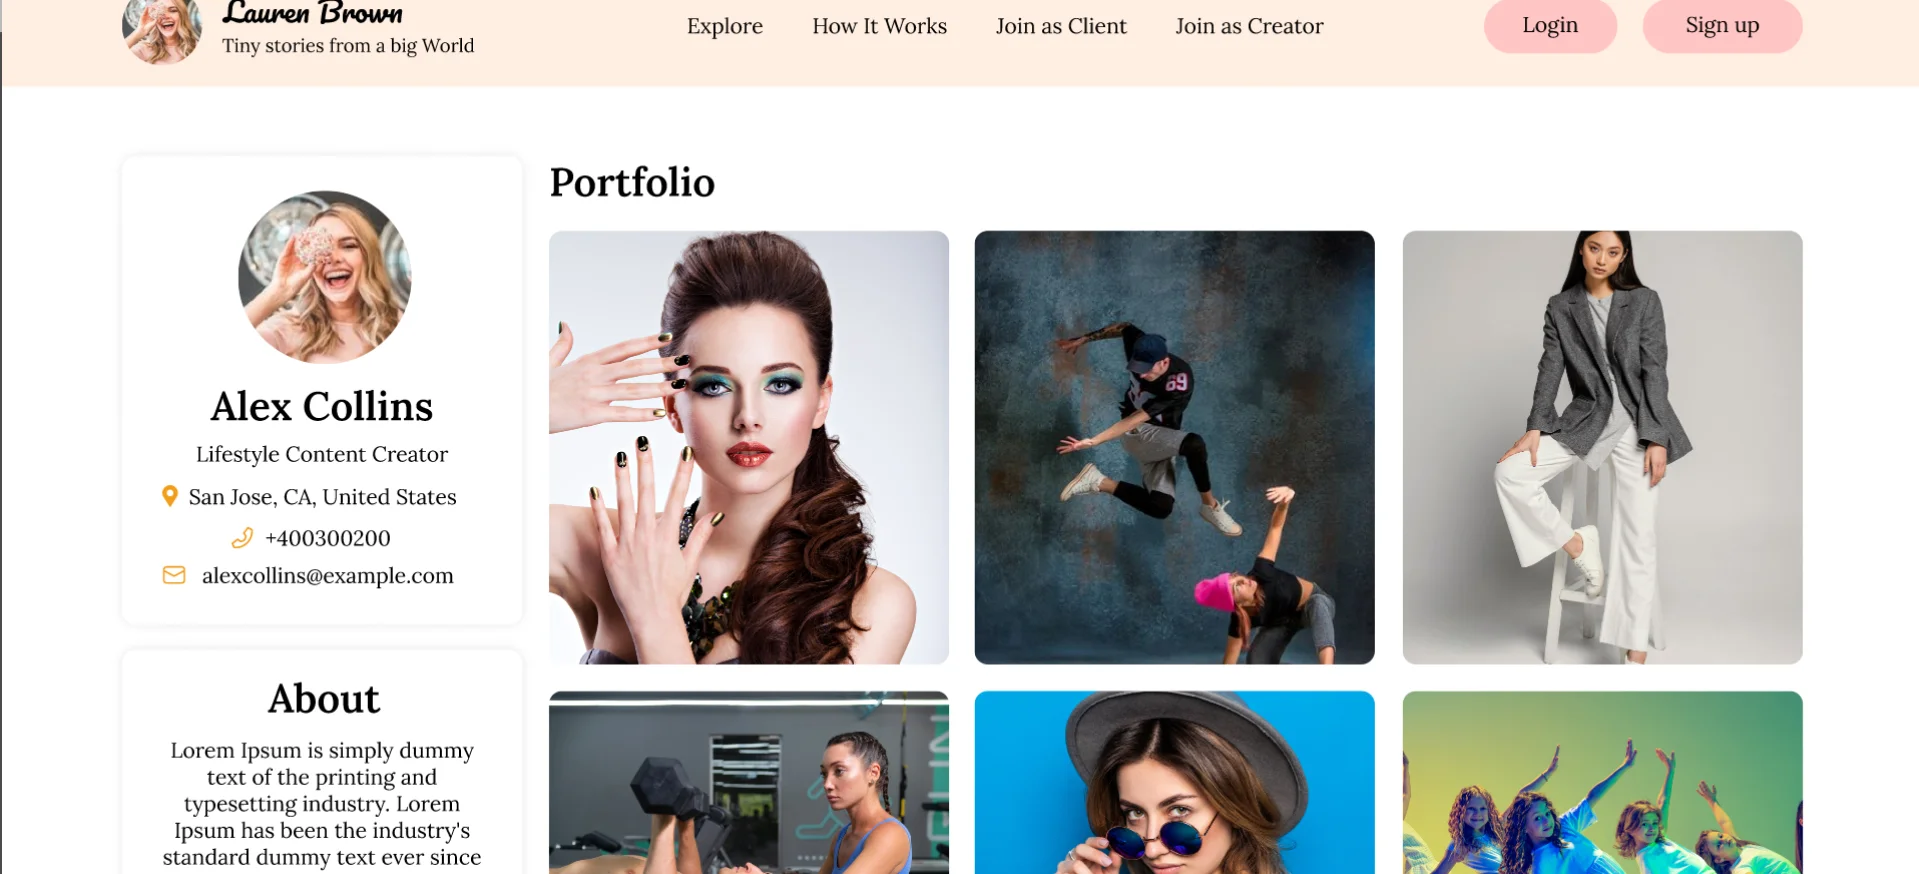 Lauren Brown
Tiny stories from a big World
Explore
How It Works
Join as Client
Join as Creator
Login
Sign up
Portfolio
Alex Collins
Lifestyle Content Creator
San Jose, CA, United States
+400300200
alexcollins@example.com
About
Lorem Ipsum is simply dummy
text of the printing and
typesetting industry. Lorem
Ipsum has been the industry's
standard dummy text ever since
69